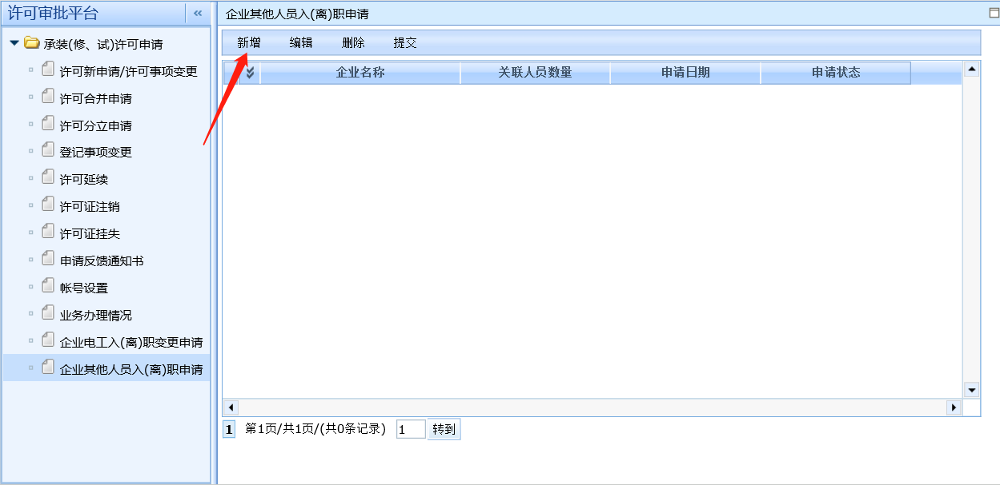 许可审批平台
承装(修、试)许可申请
许可新申请/许可事项变更
许可合并申请
许可分立申请
登记事项变更
许可延续
许可证注销
许可证挂失
申请反馈通知书
帐号设置
业务办理情况
企业电工入(离)职变更申请
企业其他人员入(离)职申请
企业其他人员入(离)职申请
新增 编辑 删除 提交
企业名称 关联人员数量 申请日期 申请状态
1 第1页/共1页/(共0条记录) 1 转到